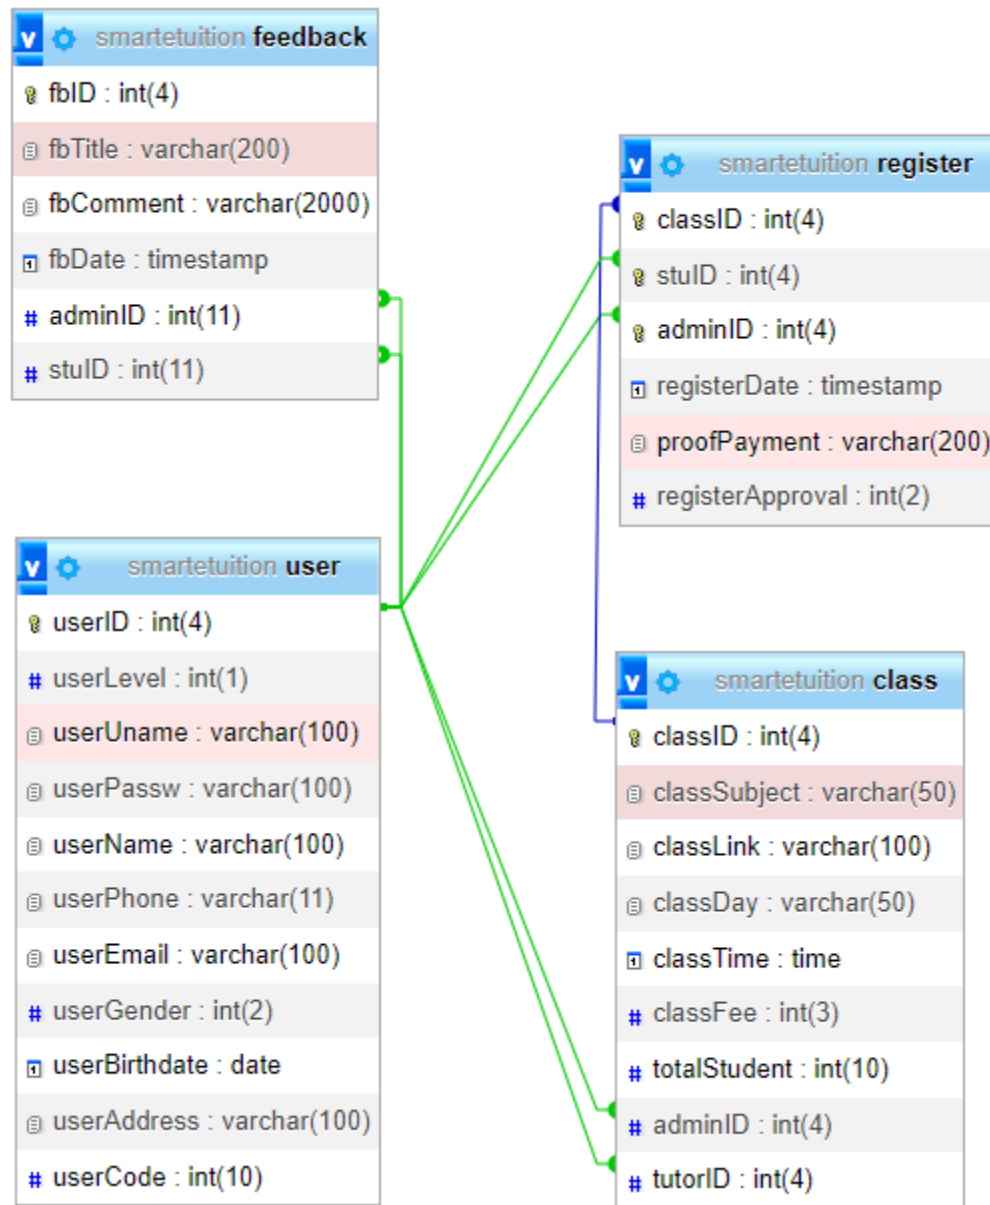 v smartetuition feedback
fbID : int(4)
fbTitle : varchar(200)
fbComment : varchar(2000)
fbDate : timestamp
# adminID : int(11)
# stuID : int(11)
v smartetuition register
classID : int(4)
stuID : int(4)
adminID : int(4)
registerDate : timestamp
proofPayment : varchar(200)
# registerApproval : int(2)
v smartetuition user
userID : int(4)
# userLevel : int(1)
userUname : varchar(100)
userPassw : varchar(100)
userName : varchar(100)
userPhone : varchar(11)
userEmail : varchar(100)
# userGender : int(2)
userBirthdate : date
userAddress : varchar(100)
# userCode : int(10)
v smartetuition class
classID : int(4)
classSubject : varchar(50)
classLink : varchar(100)
classDay : varchar(50)
classTime : time
# classFee : int(3)
# totalStudent : int(10)
# adminID : int(4)
# tutorID : int(4)